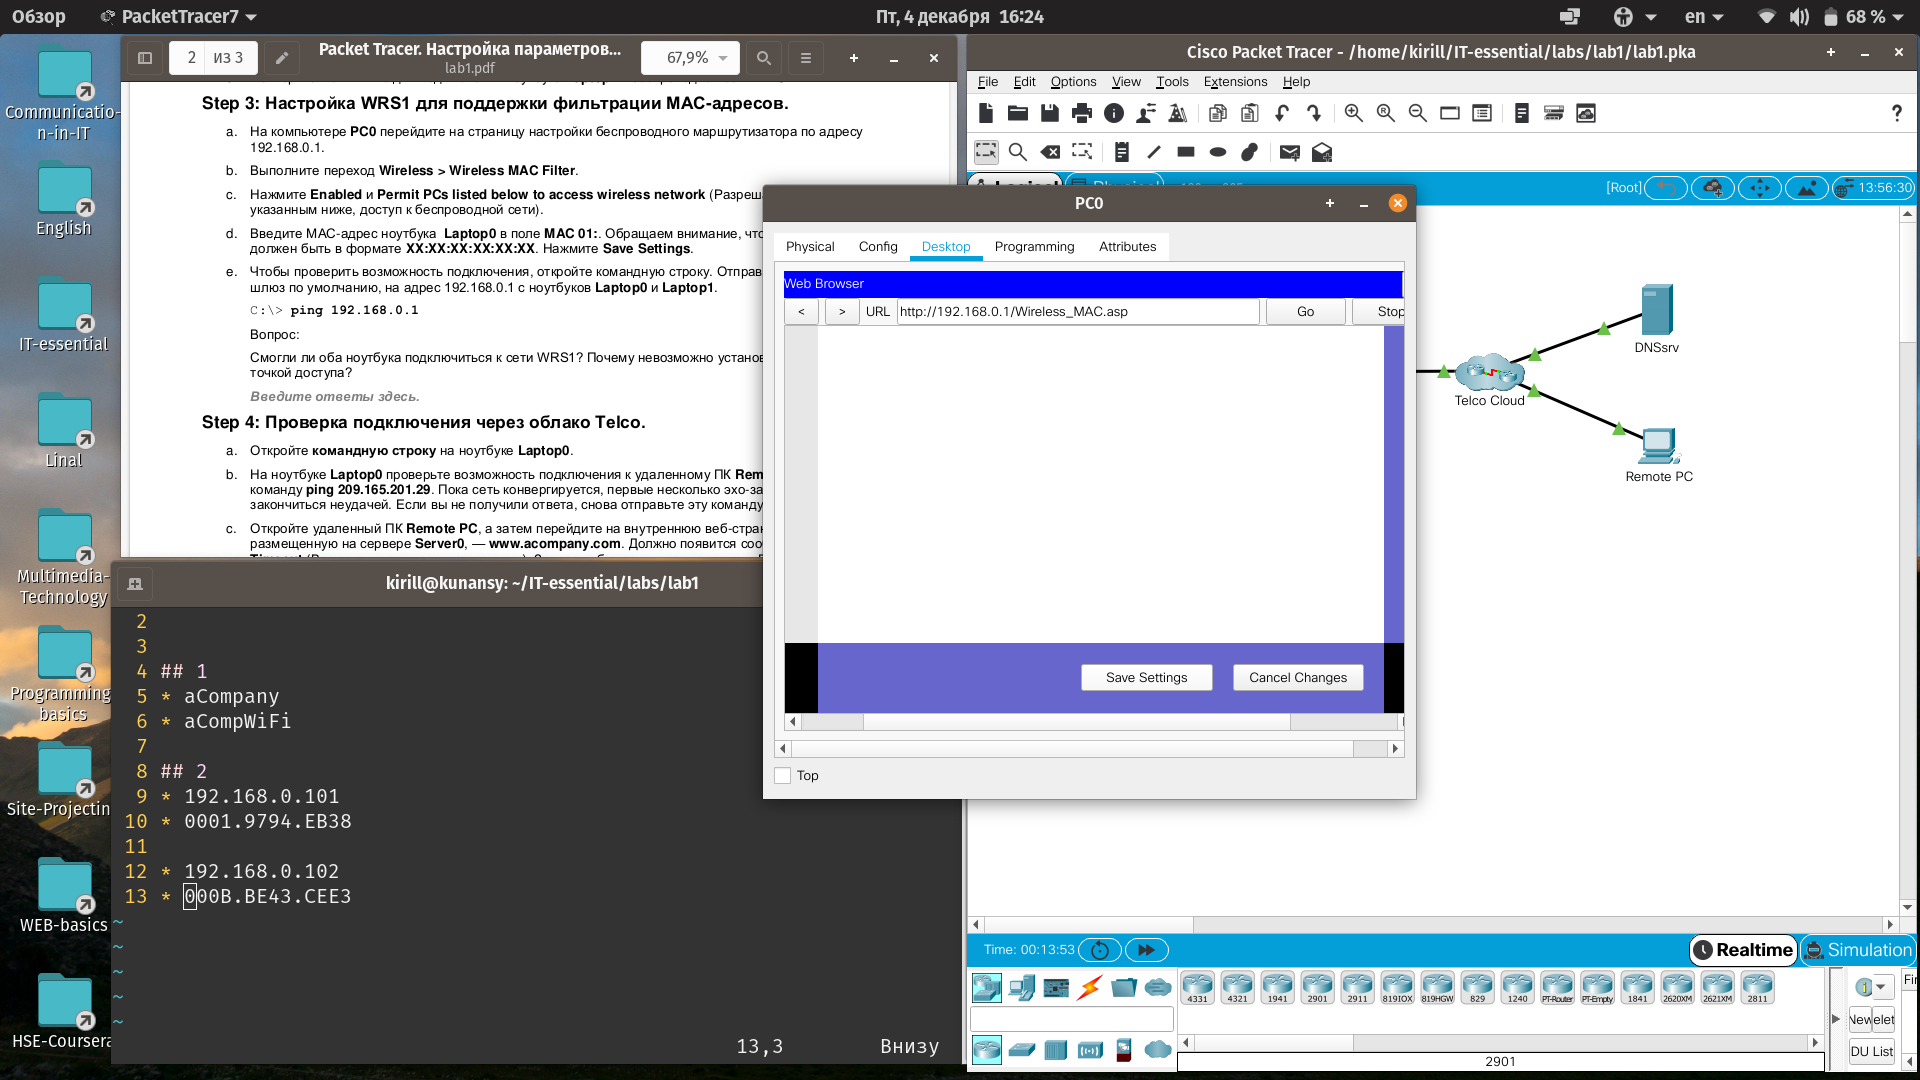 Обзор
PacketTracer7
Пт, 4 декабря 16:24
en
68 %
Communicatio-
n-in-IT
English
IT-essential
Linal
Multimedia-
Technology
Programming-
basics
Site-Projectin
WEB-basics
HSE-Coursera
2
из 3
Packet Tracer. Настройка параметров...
lab1.pdf
67,9%
Step 3: Настройка WRS1 для поддержки фильтрации MAC-адресов.
a. На компьютере PC0 перейдите на страницу настройки беспроводного маршрутизатора по адресу
192.168.0.1.
b. Выполните переход Wireless > Wireless MAC Filter.
c. Нажмите Enabled и Permit PCs listed below to access wireless network (Разреша
указанным ниже, доступ к беспроводной сети).
d. Введите MAC-адрес ноутбука Laptop0 в поле MAC 01:. Обращаем внимание, что
должен быть в формате XX:XX:XX:XX:XX:XX. Нажмите Save Settings.
e. Чтобы проверить возможность подключения, откройте командную строку. Отправ
шлюз по умолчанию, на адрес 192.168.0.1 с ноутбуков Laptop0 и Laptop1.
C:\> ping 192.168.0.1
Вопрос:
Смогли ли оба ноутбука подключиться к сети WRS1? Почему невозможно установ
точкой доступа?
Введите ответы здесь.
Step 4: Проверка подключения через облако Telco.
a. Откройте командную строку на ноутбуке Laptop0.
b. На ноутбуке Laptop0 проверьте возможность подключения к удаленному ПК Rem
команду ping 209.165.201.29. Пока сеть конвергируется, первые несколько эхо-за
закончиться неудачей. Если вы не получили ответа, снова отправьте эту команду
c. Откройте удаленный ПК Remote PC, а затем перейдите на внутреннюю веб-стран
размещенную на сервере Server0, — www.acompany.com. Должно появится сооб
kirill@kunansy: ~/IT-essential/labs/lab1
2
3
4 ## 1
5 * aCompany
6 * aCompWiFi
7
8 ## 2
9 * 192.168.0.101
10 * 0001.9794.EB38
11
12 * 192.168.0.102
13 * 000B.BE43.CEE3
~
~
~
~
~
13,3
Внизу
Cisco Packet Tracer - /home/kirill/IT-essential/labs/lab1/lab1.pka
File Edit Options View Tools Extensions Help
?
Logical
Physical
[Root]
13:56:30
PC0
Physical Config Desktop Programming Attributes
Web Browser
< > URL http://192.168.0.1/Wireless_MAC.asp Go Stop
Save Settings
Cancel Changes
Top
DNSsrv
Telco Cloud
Remote PC
Time: 00:13:53
Realtime
Simulation
4331 4321 1941 2901 2911 819IOX 819HGW 829 1240 PT-Router PT-Empty 1841 2620XM 2621XM 2811
2901
Fir
New
elet
DU List